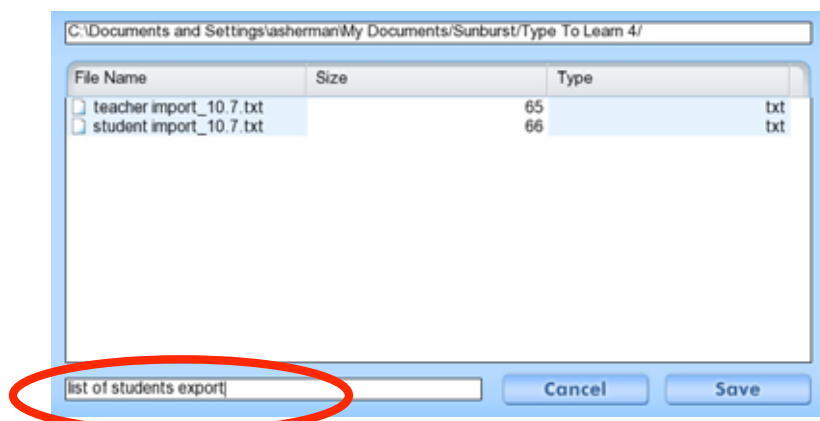 C:\Documents and Settings\asherman\My Documents/Sunburst/Type To Learn 4/
File Name Size Type
teacher import_10.7.txt 65 txt
student import_10.7.txt 66 txt
list of students export Cancel Save